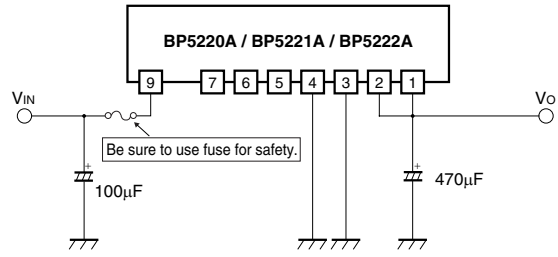 BP5220A / BP5221A / BP5222A
9 7 6 5 4 3 2 1
VIN
VO
Be sure to use fuse for safety.
+
100μF
+
470μF